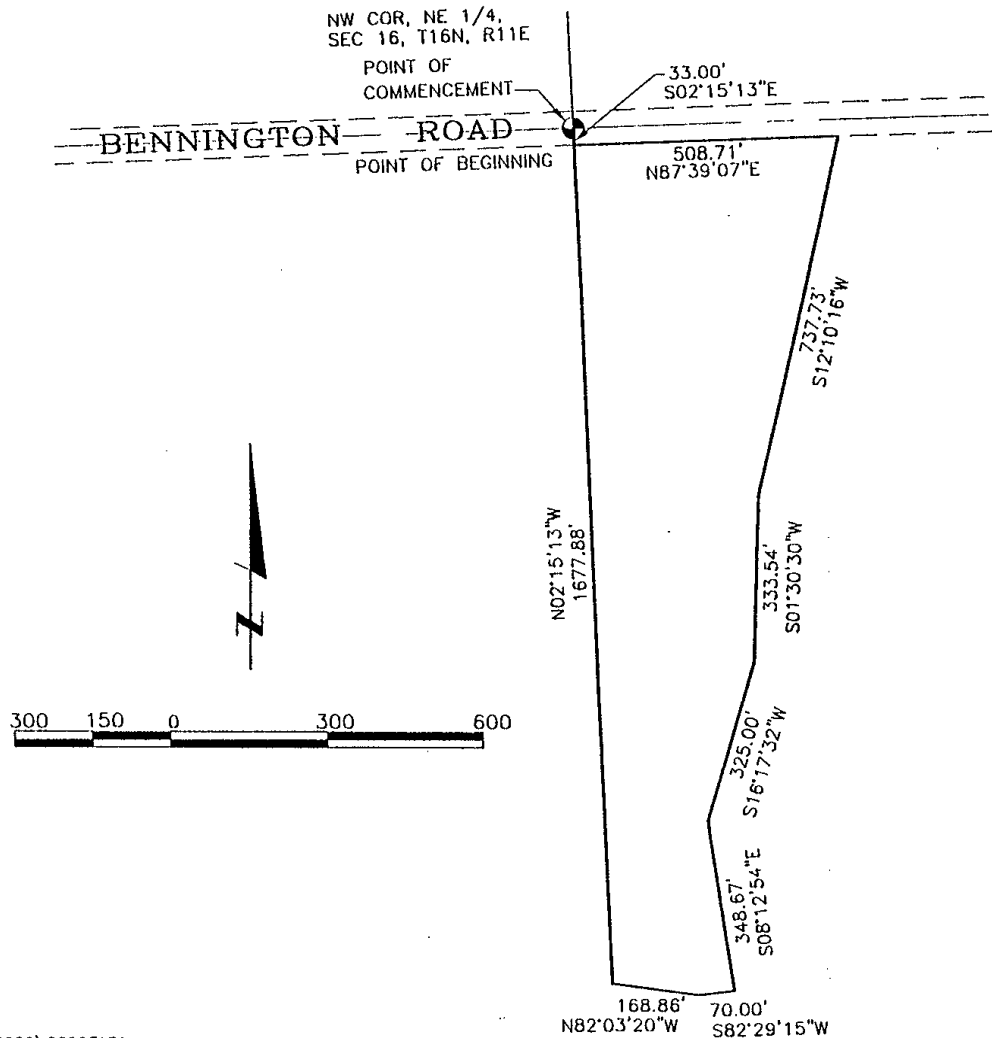 NW COR, NE 1/4,
SEC 16, T16N, R11E
POINT OF
COMMENCEMENT
33.00'
S02°15'13"E
BENNINGTON ROAD
POINT OF BEGINNING
508.71'
N87°39'07"E
737.73'
S12°10'16"W
N02°15'13"W
1677.88'
333.54'
S01°30'30"W
Z
300 150 0 300 600
325.00'
S16°17'32"W
348.67'
S08°12'54"E
168.86' 70.00'
N82°03'20"W S82°29'15"W